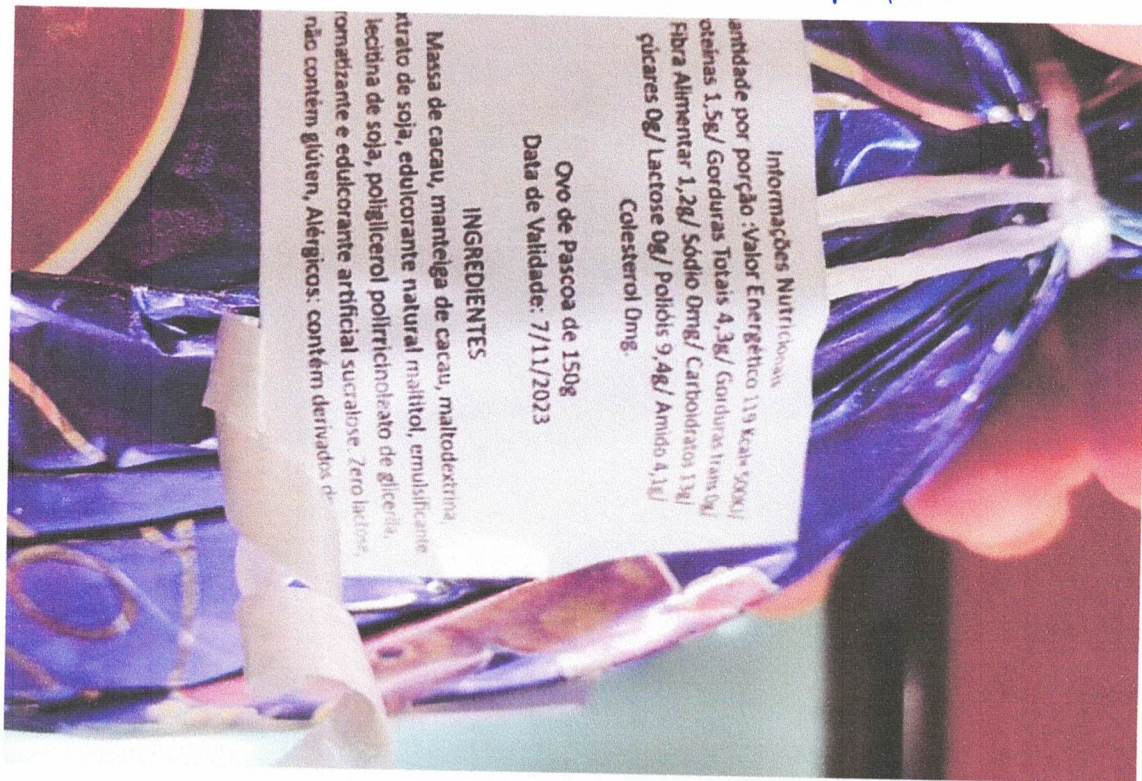 Informações Nutricionais
antidade por porção :Valor Energético 119 Kcal= 500KJ/
oteínas 1,5g/ Gorduras Totais 4,3g/ Gorduras trans 0g/
Fibra Alimentar 1,2g/ Sódio 0mg/ Carboidratos 13g/
çúcares 0g/ Lactose 0g/ Polióis 9,4g/ Amido 4,1g/
Colesterol 0mg.
Ovo de Pascoa de 150g
Data de Validade: 7/11/2023
INGREDIENTES
Massa de cacau, manteiga de cacau, maltodextrina,
xtrato de soja, edulcorante natural maltitol, emulsificante
lecitina de soja, poliglicerol polirricinoleato de glicerila,
romatizante e edulcorante artificial sucralose. Zero lactose,
não contém glúten, Alérgicos: contém derivados d